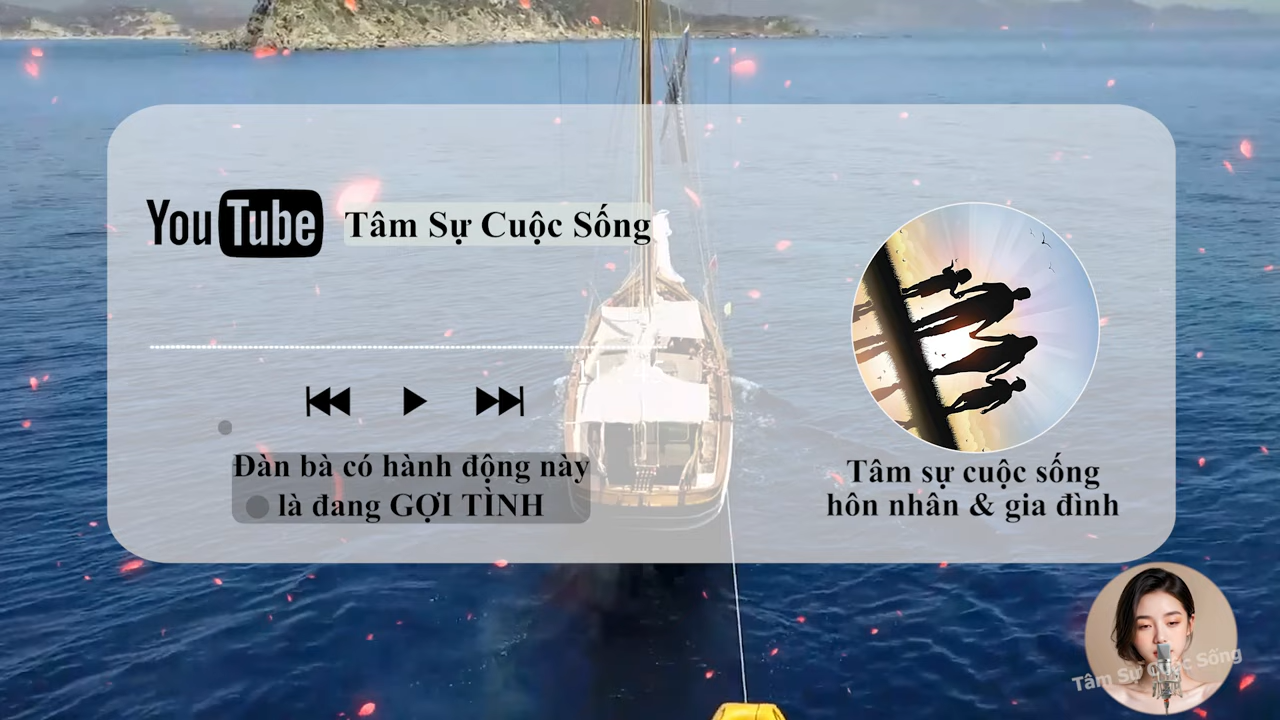 YouTube Tâm Sự Cuộc Sống
Đàn bà có hành động này
là đang GỢI TÌNH
Tâm sự cuộc sống
hôn nhân & gia đình
Tâm Sự Cuộc Sống